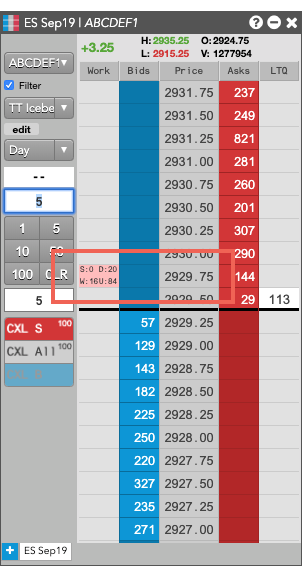 ES Sep19 | ABCDEF1
+3.25 H: 2935.25 O: 2924.75
L: 2915.25 V: 1277954
Work Bids Price Asks LTQ
ABCDEF1
Filter
TT Icebe
edit
Day
--
5
1 5
10 50
100 CLR
5
CXL S 100
CXL All 100
2931.75 237
2931.50 249
2931.25 821
2931.00 281
2930.75 260
2930.50 201
2930.25 307
2930.00 290
S:0 D:20
W:16U:84
2929.75 144
2929.50 29 113
57 2929.25
129 2929.00
143 2928.75
182 2928.50
225 2928.25
250 2928.00
220 2927.75
327 2927.50
235 2927.25
271 2927.00
+ ES Sep19